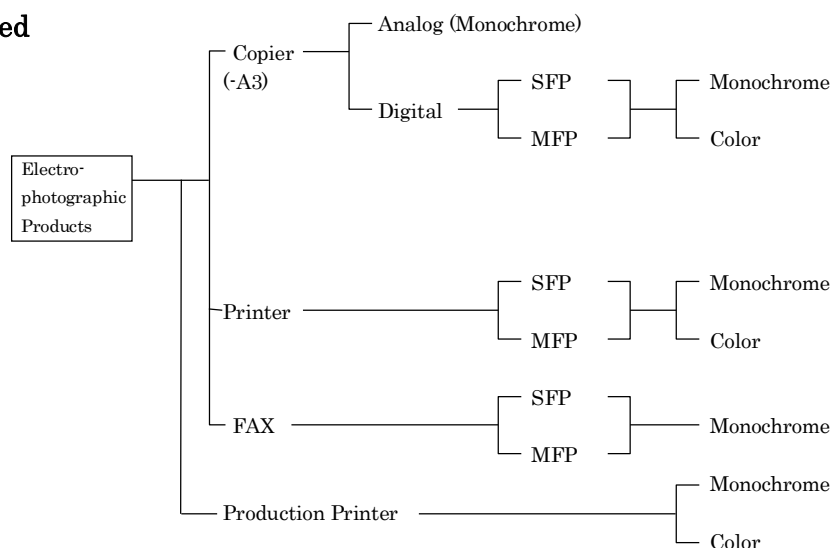 ed
Analog (Monochrome)
Copier
(-A3)
SFP
Monochrome
Digital
MFP
Color
Electro-
photographic
Products
SFP
Monochrome
Printer
MFP
Color
SFP
FAX
Monochrome
MFP
Monochrome
Production Printer
Color